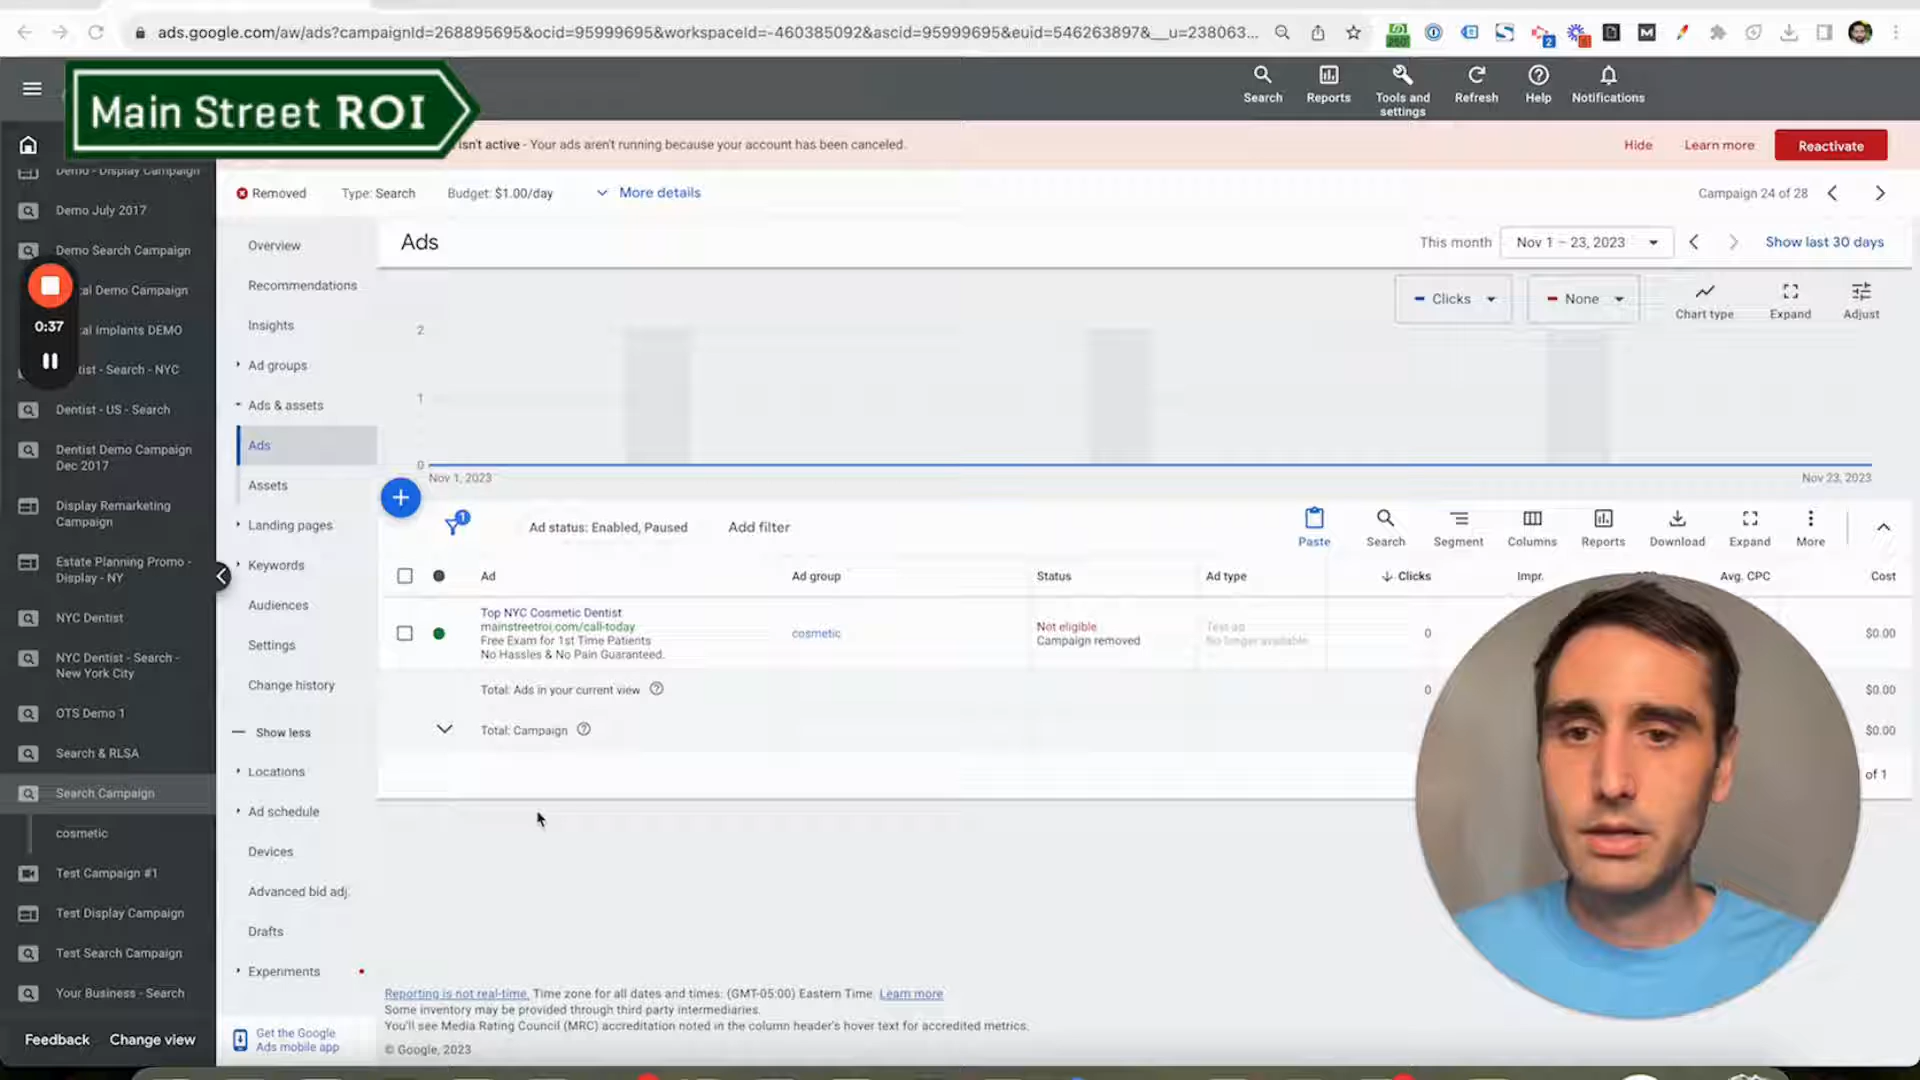 ads.google.com/aw/ads?campaignId=268895695&ocid=95999695&workspaceId=-460385092&ascid=95999695&euid=546263897&__u=238063...
Main Street ROI
Search
Reports
Tools and
settings
Refresh
Help
Notifications
isn't active - Your ads aren't running because your account has been canceled.
Hide
Learn more
Reactivate
Removed
Type: Search
Budget: $1.00/day
More details
Campaign 24 of 28
Demo - Display Campaign
Demo July 2017
Demo Search Campaign
al Demo Campaign
al Implants DEMO
tist - Search - NYC
Dentist - US - Search
Dentist Demo Campaign
Dec 2017
Display Remarketing
Campaign
Estate Planning Promo -
Display - NY
NYC Dentist
NYC Dentist - Search -
New York City
OTS Demo 1
Search & RLSA
Search Campaign
cosmetic
Test Campaign #1
Test Display Campaign
Test Search Campaign
Your Business - Search
Feedback
Change view
0:37
Overview
Recommendations
Insights
Ad groups
Ads & assets
Ads
Assets
Landing pages
Keywords
Audiences
Settings
Change history
Show less
Locations
Ad schedule
Devices
Advanced bid adj.
Drafts
Experiments
Get the Google
Ads mobile app
Ads
This month
Nov 1 – 23, 2023
Show last 30 days
Clicks
None
Chart type
Expand
Adjust
2
1
0
Nov 1, 2023
Nov 23, 2023
1
Ad status: Enabled, Paused
Add filter
Paste
Search
Segment
Columns
Reports
Download
Expand
More
Ad
Ad group
Status
Ad type
Clicks
Impr.
Avg. CPC
Cost
Top NYC Cosmetic Dentist
mainstreetroi.com/call-today
Free Exam for 1st Time Patients
No Hassles & No Pain Guaranteed.
cosmetic
Not eligible
Campaign removed
Text ad
No longer available
0
$0.00
Total: Ads in your current view
0
$0.00
Total: Campaign
$0.00
of 1
Reporting is not real-time. Time zone for all dates and times: (GMT-05:00) Eastern Time. Learn more
Some inventory may be provided through third party intermediaries.
You'll see Media Rating Council (MRC) accreditation noted in the column header's hover text for accredited metrics.
© Google, 2023